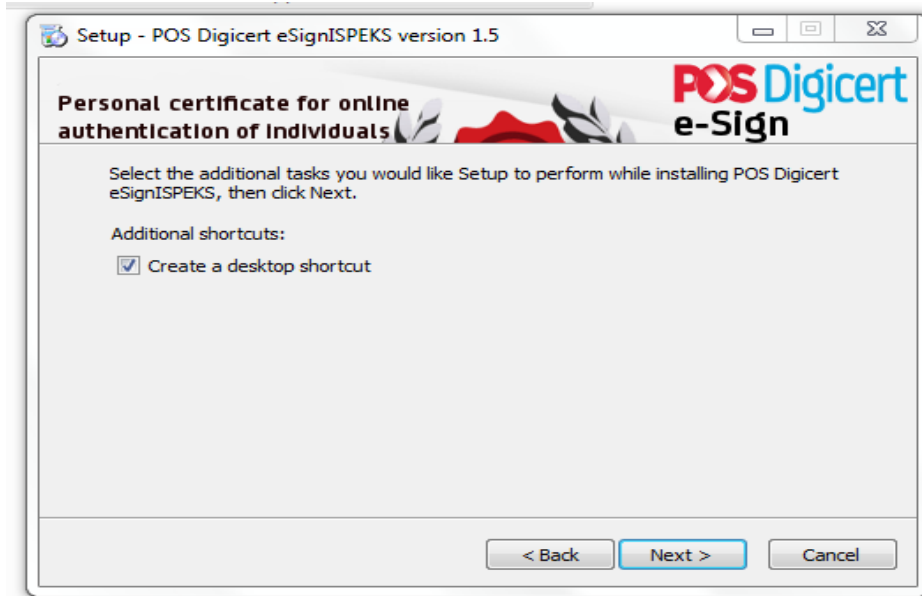 Setup - POS Digicert eSignISPEKS version 1.5
Personal certificate for online
authentication of individuals
POS Digicert
e-Sign
Select the additional tasks you would like Setup to perform while installing POS Digicert
eSignISPEKS, then click Next.
Additional shortcuts:
Create a desktop shortcut
< Back
Next >
Cancel